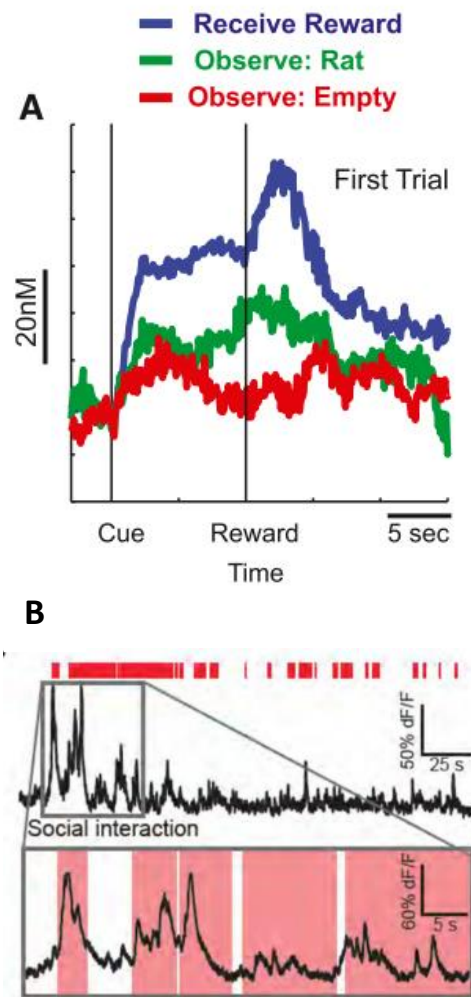 Receive Reward
Observe: Rat
Observe: Empty
A
First Trial
20nM
Cue Reward 5 sec
Time
B
50% dF/F
25 s
Social interaction
60% dF/F
5 s